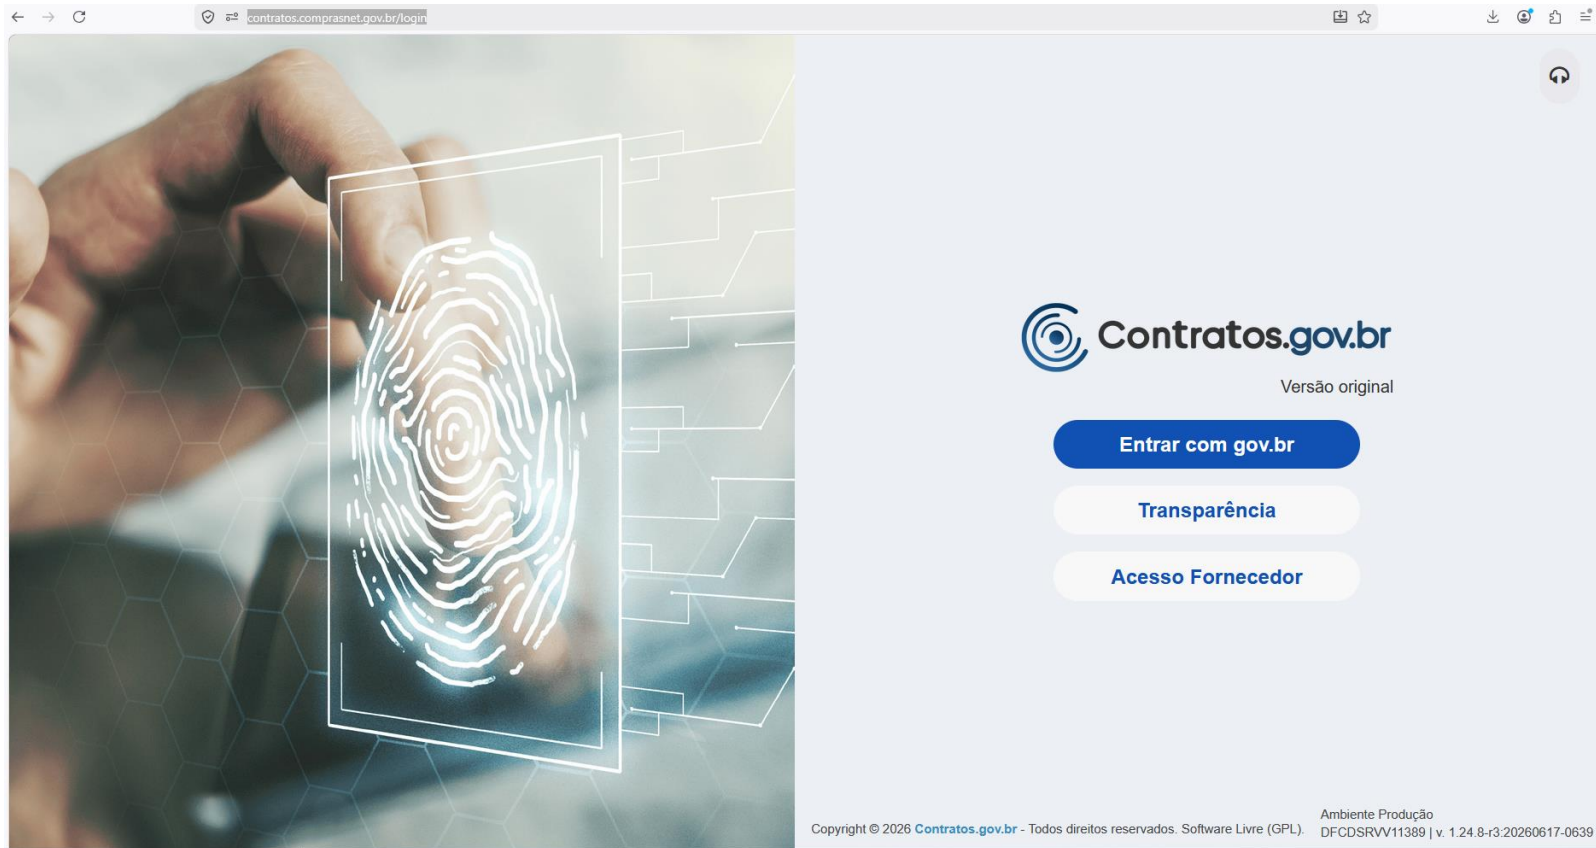 contratos.comprasnet.gov.br/login
Contratos.gov.br
Versão original
Entrar com gov.br
Transparência
Acesso Fornecedor
Copyright © 2026 Contratos.gov.br - Todos direitos reservados. Software Livre (GPL).
Ambiente Produção
DFCDSRVV11389 | v. 1.24.8-r3:20260617-0639